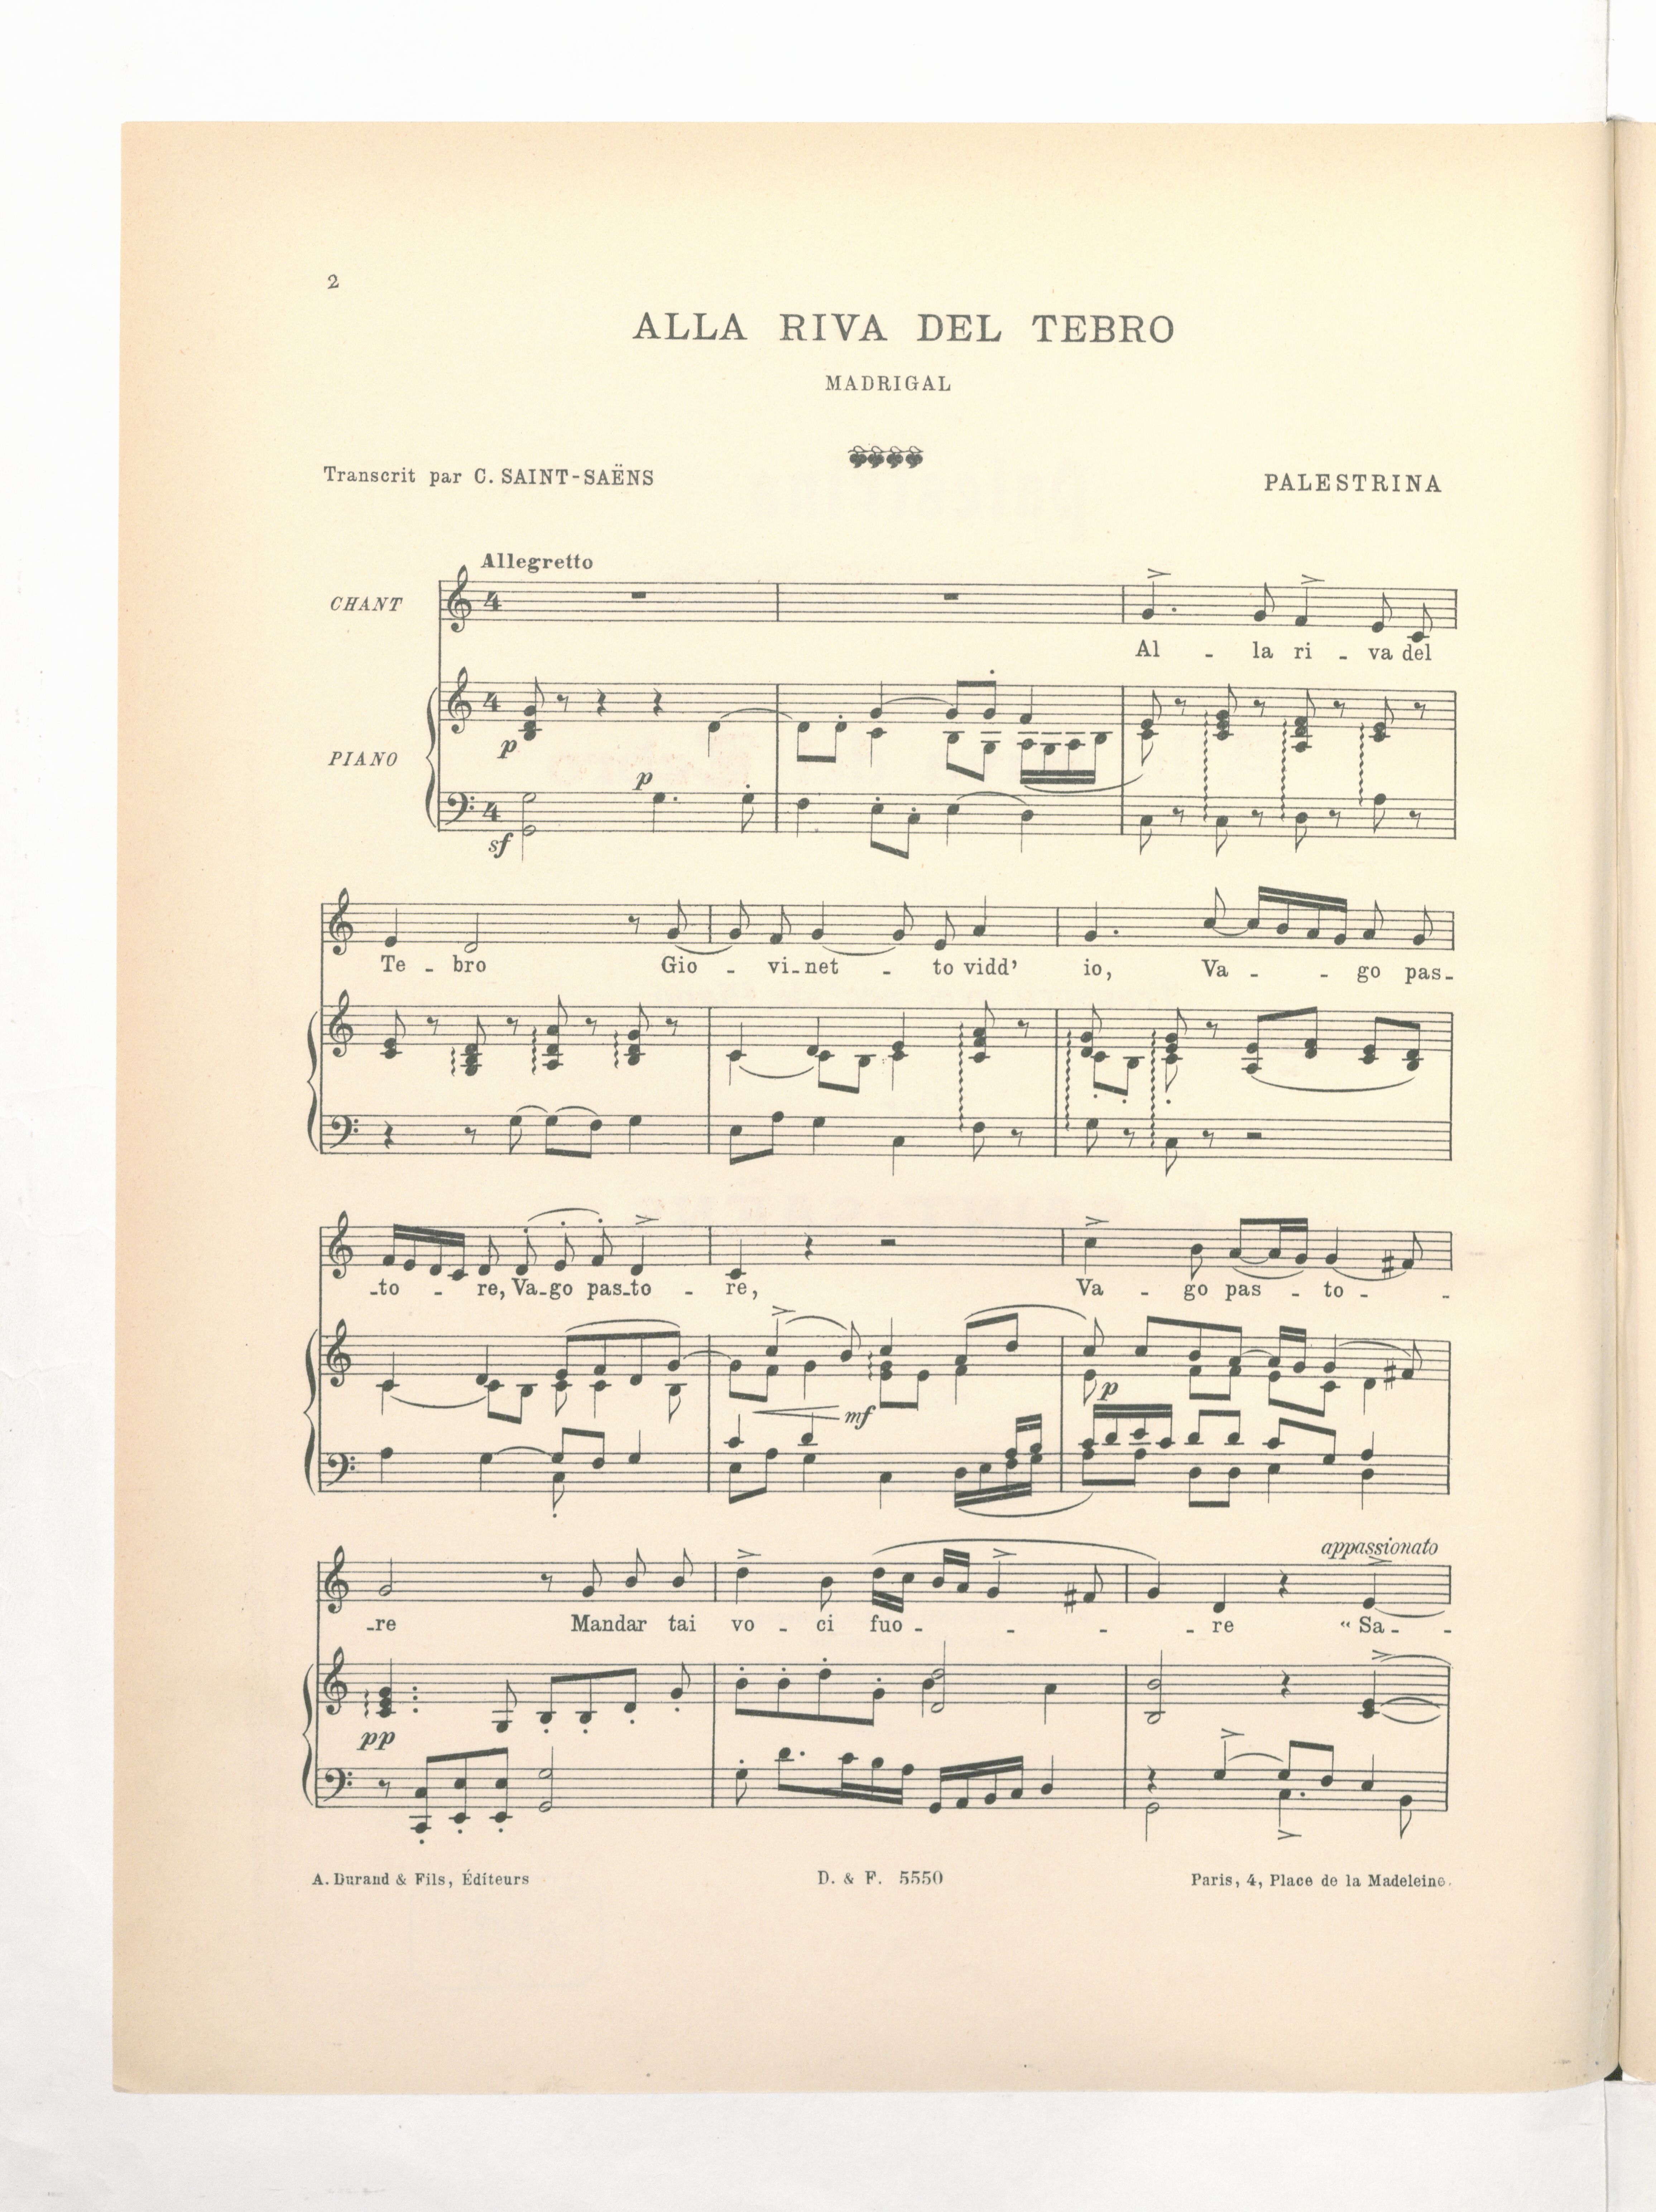 2
ALLA RIVA DEL TEBRO
MADRIGAL
Transcrit par C. SAINT-SAËNS
PALESTRINA
Allegretto
CHANT
4
Al - la ri - va del
PIANO
4
p
p
4
sf
Te - bro Gio - vi - net - to vidd' io, Va - - go pas -
- to - re, Va - go pas - to - re, Va - go pas - to - -
mf
p
appassionato
- re Mandar tai vo - ci fuo - - - - re “ Sa - -
pp
A. Durand & Fils, Éditeurs
D. & F. 5550
Paris, 4, Place de la Madeleine.